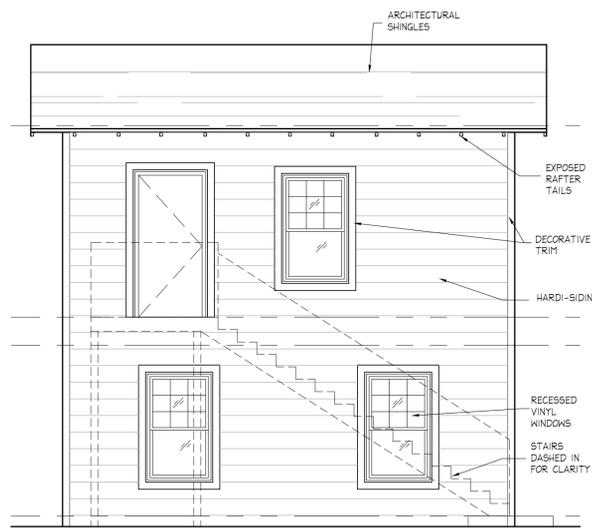 ARCHITECTURAL
SHINGLES
EXPOSED
RAFTER
TAILS
DECORATIVE
TRIM
HARDI-SIDIN
RECESSED
VINYL
WINDOWS
STAIRS
DASHED IN
FOR CLARITY